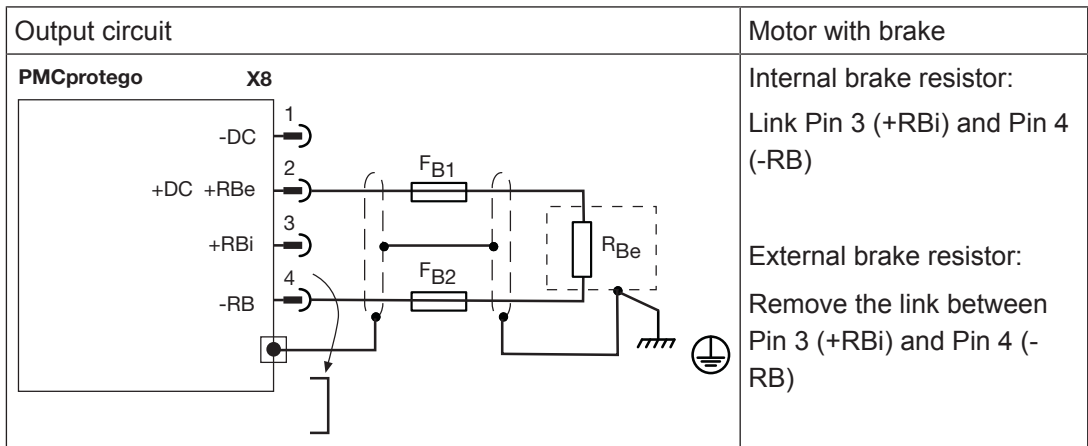 Output circuit
Motor with brake
PMCprotego X8
1
-DC
2
+DC +RBe
3
+RBi
4
-RB
FB1
FB2
RBe
Internal brake resistor:
Link Pin 3 (+RBi) and Pin 4
(-RB)
External brake resistor:
Remove the link between
Pin 3 (+RBi) and Pin 4 (-
RB)